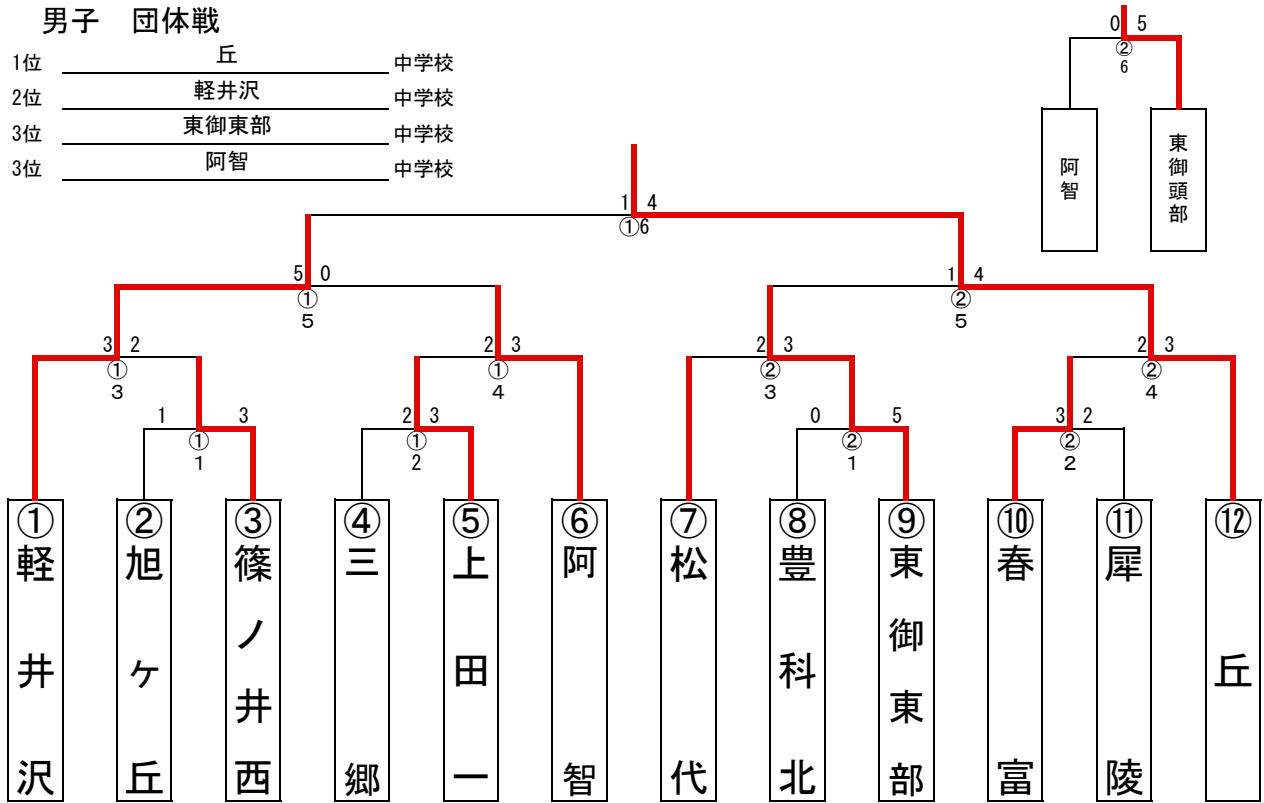 男子 団体戦
1位 丘 中学校
2位 軽井沢 中学校
3位 東御東部 中学校
3位 阿智 中学校
0 5
②
6
阿智
東御頭部
1 4
①6
5 0
①
5
1 4
②
5
3 2
①
3
2 3
①
4
2 3
②
3
2 3
②
4
1 3
①
1
2 3
①
2
0 5
②
1
3 2
②
2
①軽井沢
②旭ヶ丘
③篠ノ井西
④三郷
⑤上田一
⑥阿智
⑦松代
⑧豊科北
⑨東御東部
⑩春富
⑪犀陵
⑫丘